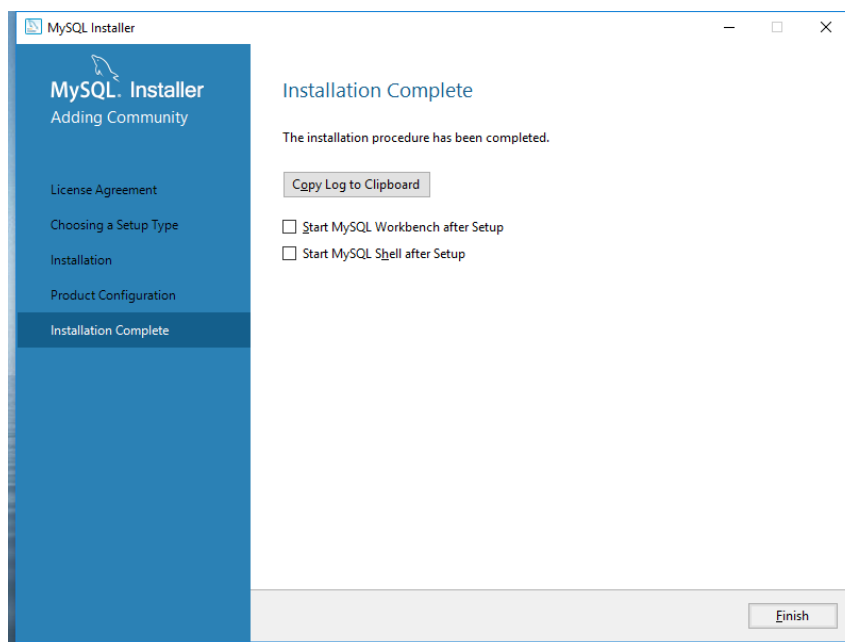 MySQL Installer
MySQL. Installer
Adding Community
License Agreement
Choosing a Setup Type
Installation
Product Configuration
Installation Complete
Installation Complete
The installation procedure has been completed.
Copy Log to Clipboard
Start MySQL Workbench after Setup
Start MySQL Shell after Setup
Finish